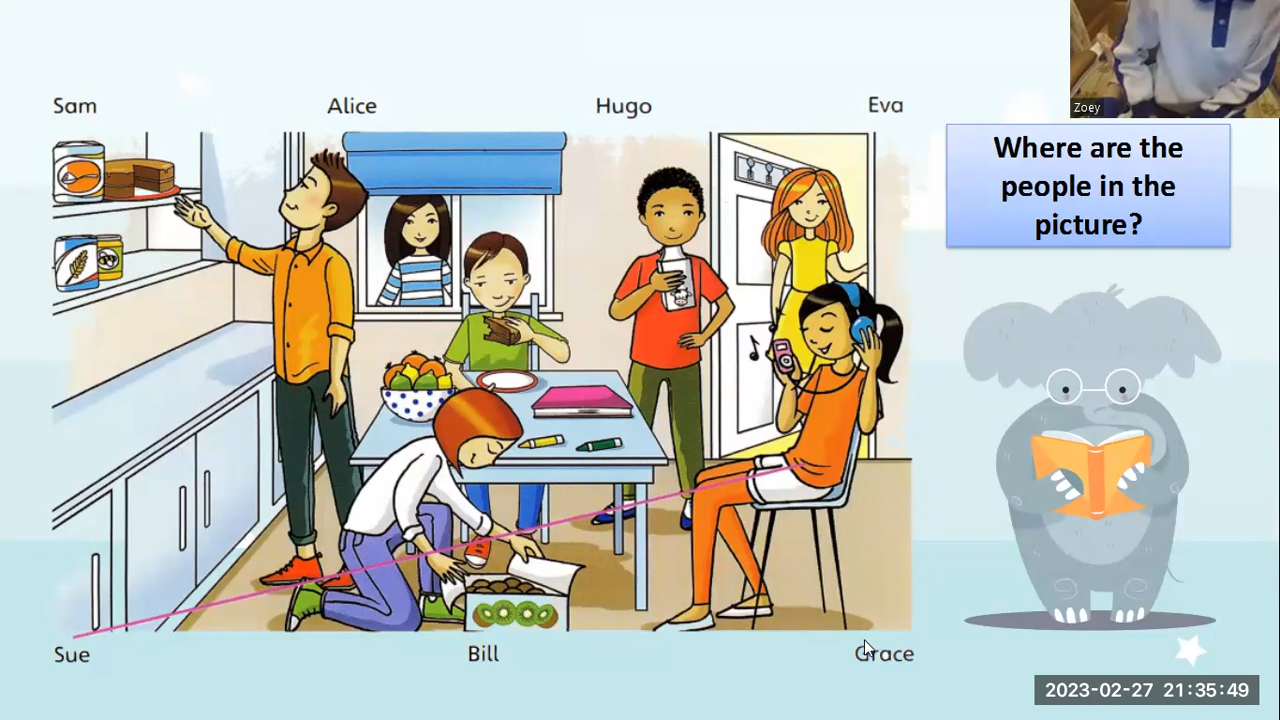 Sam Alice Hugo Eva
Zoey
Where are the
people in the
picture?
Sue Bill Grace
2023-02-27 21:35:49